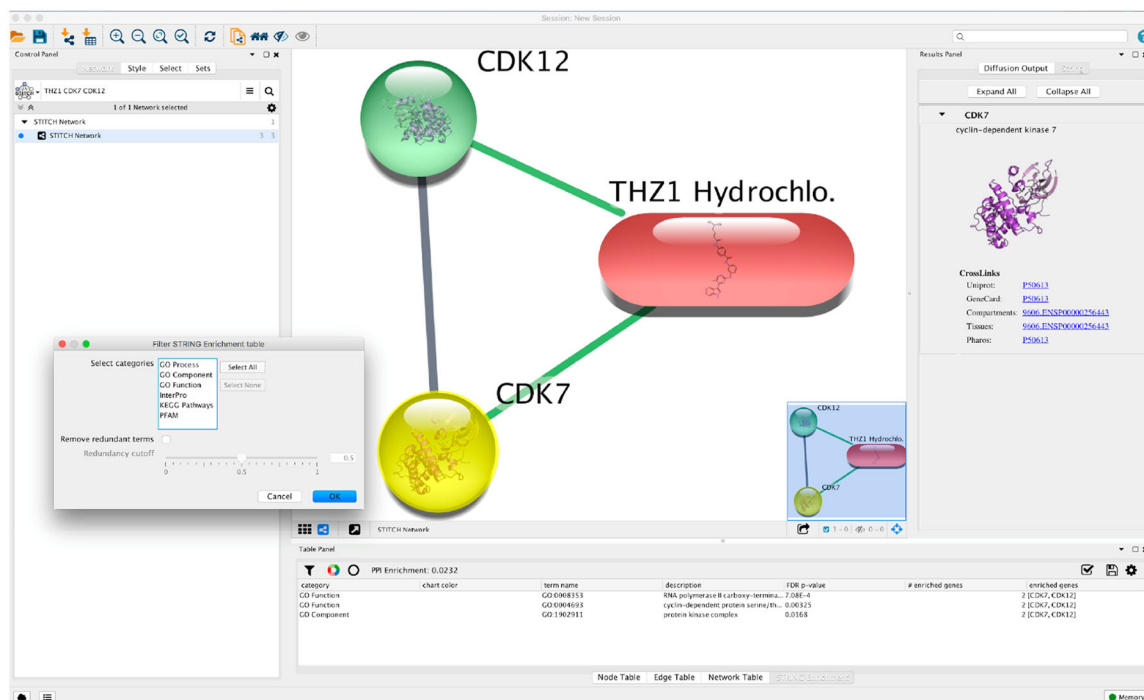 Session: New Session
Control Panel
Style Select Sets
THZ1 CDK7 CDK12
1 of 1 Network selected
STITCH Network 1
STITCH Network 3 3
CDK12
THZ1 Hydrochlo.
CDK7
Results Panel
Diffusion Output
Expand All Collapse All
CDK7
cyclin-dependent kinase 7
CrossLinks
Uniprot: P50613
GeneCard: P50613
Compartments: 9606.ENSP00000256443
Tissues: 9606.ENSP00000256443
Pharos: P50613
Filter STRING Enrichment table
Select categories
GO Process
GO Component
GO Function
InterPro
KEGG Pathways
PFAM
Select All
Select None
Remove redundant terms
Redundancy cutoff
0.5
0 0.5 1
Cancel OK
CDK12
THZ1 Hydrochlo.
CDK7
STITCH Network
1 - 0 0 - 0
Table Panel
PPI Enrichment: 0.0232
category chart color term name description FDR p-value # enriched genes enriched genes
GO Function GO:0008353 RNA polymerase II carboxy-termina... 7.08E-4 2 [CDK7, CDK12]
GO Function GO:0004693 cyclin-dependent protein serine/th... 0.00325 2 [CDK7, CDK12]
GO Component GO:1902911 protein kinase complex 0.0168 2 [CDK7, CDK12]
Node Table Edge Table Network Table STRING Enrichment
Memory